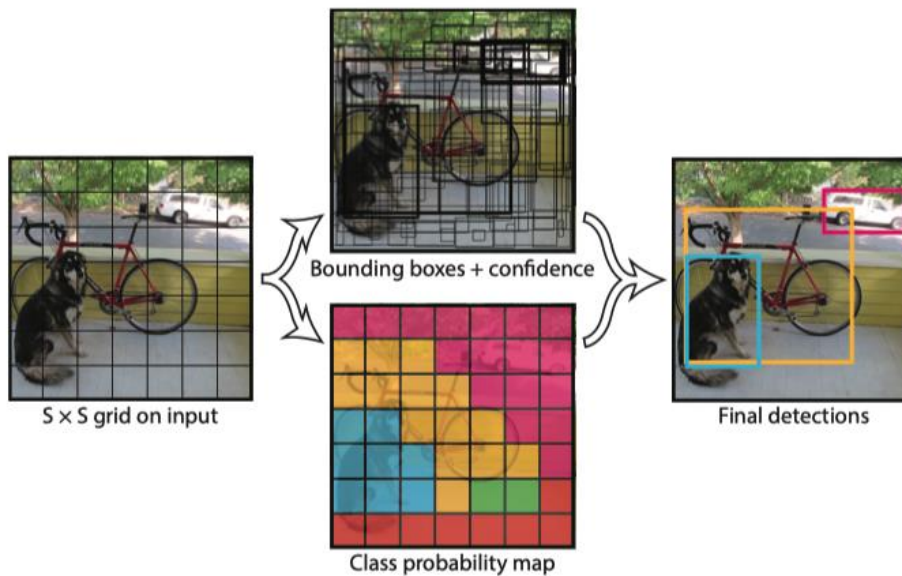 Bounding boxes + confidence
S × S grid on input
Final detections
Class probability map